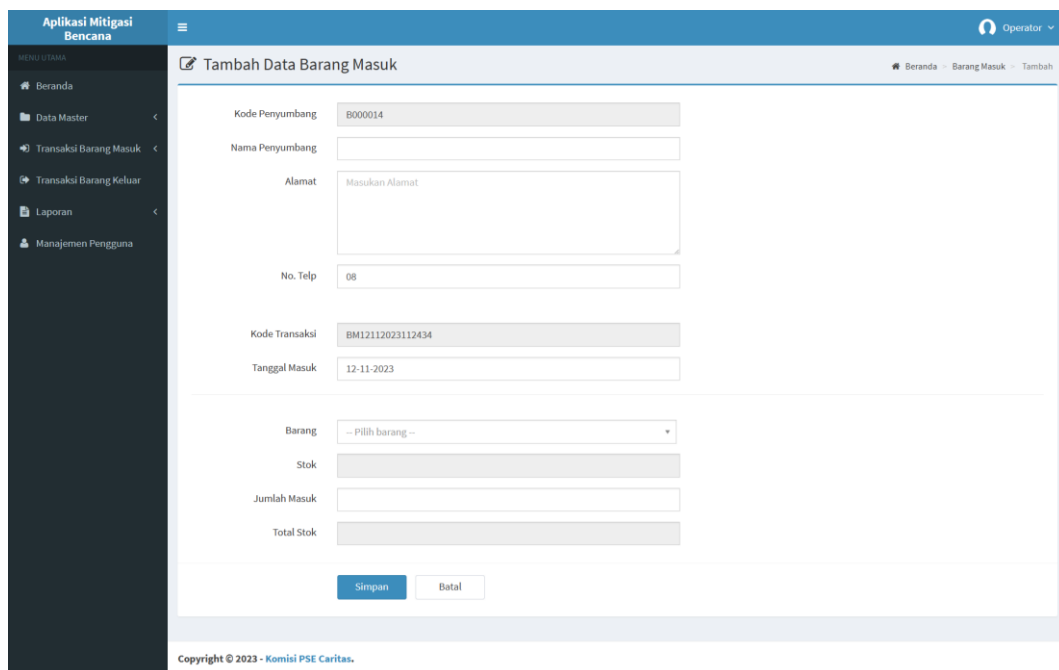 Aplikasi Mitigasi
Bencana
Operator
MENU UTAMA
Beranda
Data Master
Transaksi Barang Masuk
Transaksi Barang Keluar
Laporan
Manajemen Pengguna
Tambah Data Barang Masuk
Beranda > Barang Masuk > Tambah
Kode Penyumbang B000014
Nama Penyumbang
Alamat Masukan Alamat
No. Telp 08
Kode Transaksi BM12112023112434
Tanggal Masuk 12-11-2023
Barang -- Pilih barang --
Stok
Jumlah Masuk
Total Stok
Simpan Batal
Copyright © 2023 - Komisi PSE Caritas.